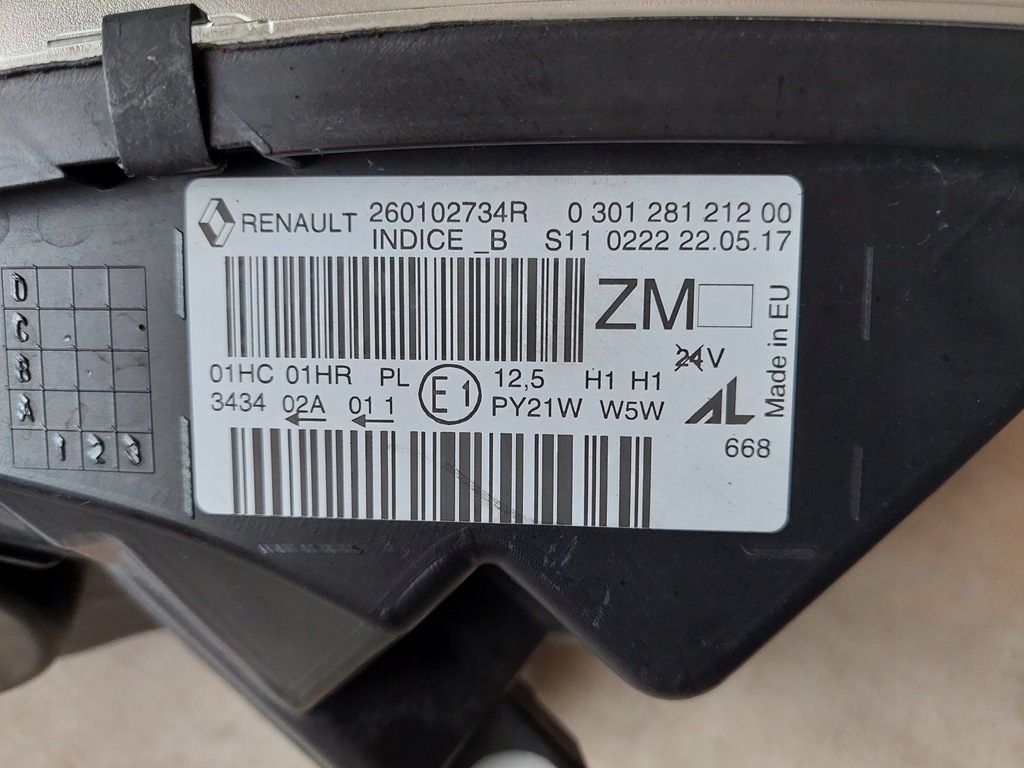 RENAULT 260102734R 0 301 281 212 00
INDICE _B S11 0222 22.05.17
ZM
24V
Made in EU
01HC 01HR PL E1 12,5 H1 H1
3434 02A 01 1 PY21W W5W AL
668
D
C
B
A
1 2 3